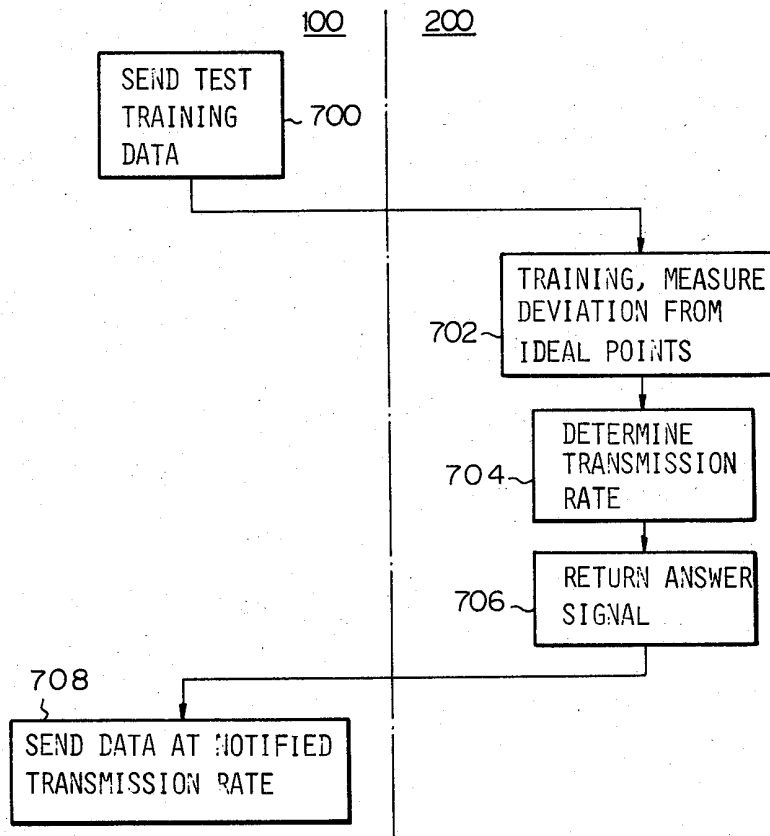 100
200
SEND TEST
TRAINING
DATA
700
TRAINING, MEASURE
DEVIATION FROM
IDEAL POINTS
702
DETERMINE
TRANSMISSION
RATE
704
RETURN ANSWER
SIGNAL
706
708
SEND DATA AT NOTIFIED
TRANSMISSION RATE